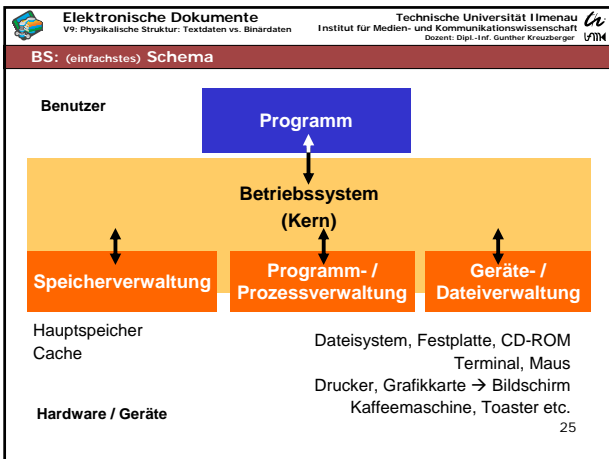 Elektronische Dokumente
V9: Physikalische Struktur: Textdaten vs. Binärdaten
Technische Universität Ilmenau
Institut für Medien- und Kommunikationswissenschaft
Dozent: Dipl.-Inf. Gunther Kreuzberger
BS: (einfachstes) Schema
Benutzer
Programm
Betriebssystem
(Kern)
Speicherverwaltung
Programm- /
Prozessverwaltung
Geräte- /
Dateiverwaltung
Hauptspeicher
Cache
Dateisystem, Festplatte, CD-ROM
Terminal, Maus
Drucker, Grafikkarte → Bildschirm
Kaffeemaschine, Toaster etc.
Hardware / Geräte
25